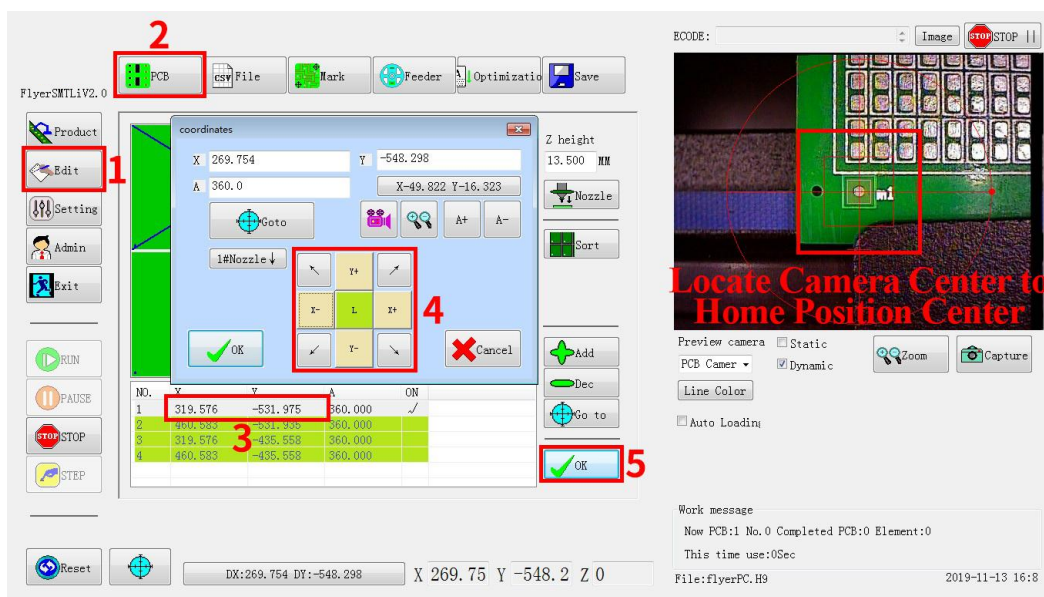 2
ECODE:
Image
STOP STOP ||
PCB
CSV File
Mark
Feeder
Optimizatio
Save
FlyerSMTLiV2.0
Product
1
Edit
Setting
Admin
Exit
RUN
PAUSE
STOP STOP
STEP
Reset
coordinates
X 269.754 Y -548.298
A 360.0 X-49.822 Y-16.323
Goto A+ A-
1#Nozzle↓
↖ Y+ ↗
X- L X+
↙ Y- ↘
4
OK
Cancel
Z height
13.500 MM
Nozzle
Sort
Add
Dec
Go to
OK
5
NO. X Y A ON
1 319.576 -531.975 360.000 √
2 460.583 -531.935 360.000
3 319.576 -435.558 360.000
4 460.583 -435.558 360.000
3
DX:269.754 DY:-548.298
X 269.75 Y -548.2 Z 0
m1
Locate Camera Center to
Home Position Center
Preview camera
Static
PCB Camer
Dynamic
Zoom
Capture
Line Color
Auto Loading
Work message
Now PCB:1 No.0 Completed PCB:0 Element:0
This time use:0Sec
File:flyerPC.H9
2019-11-13 16:8